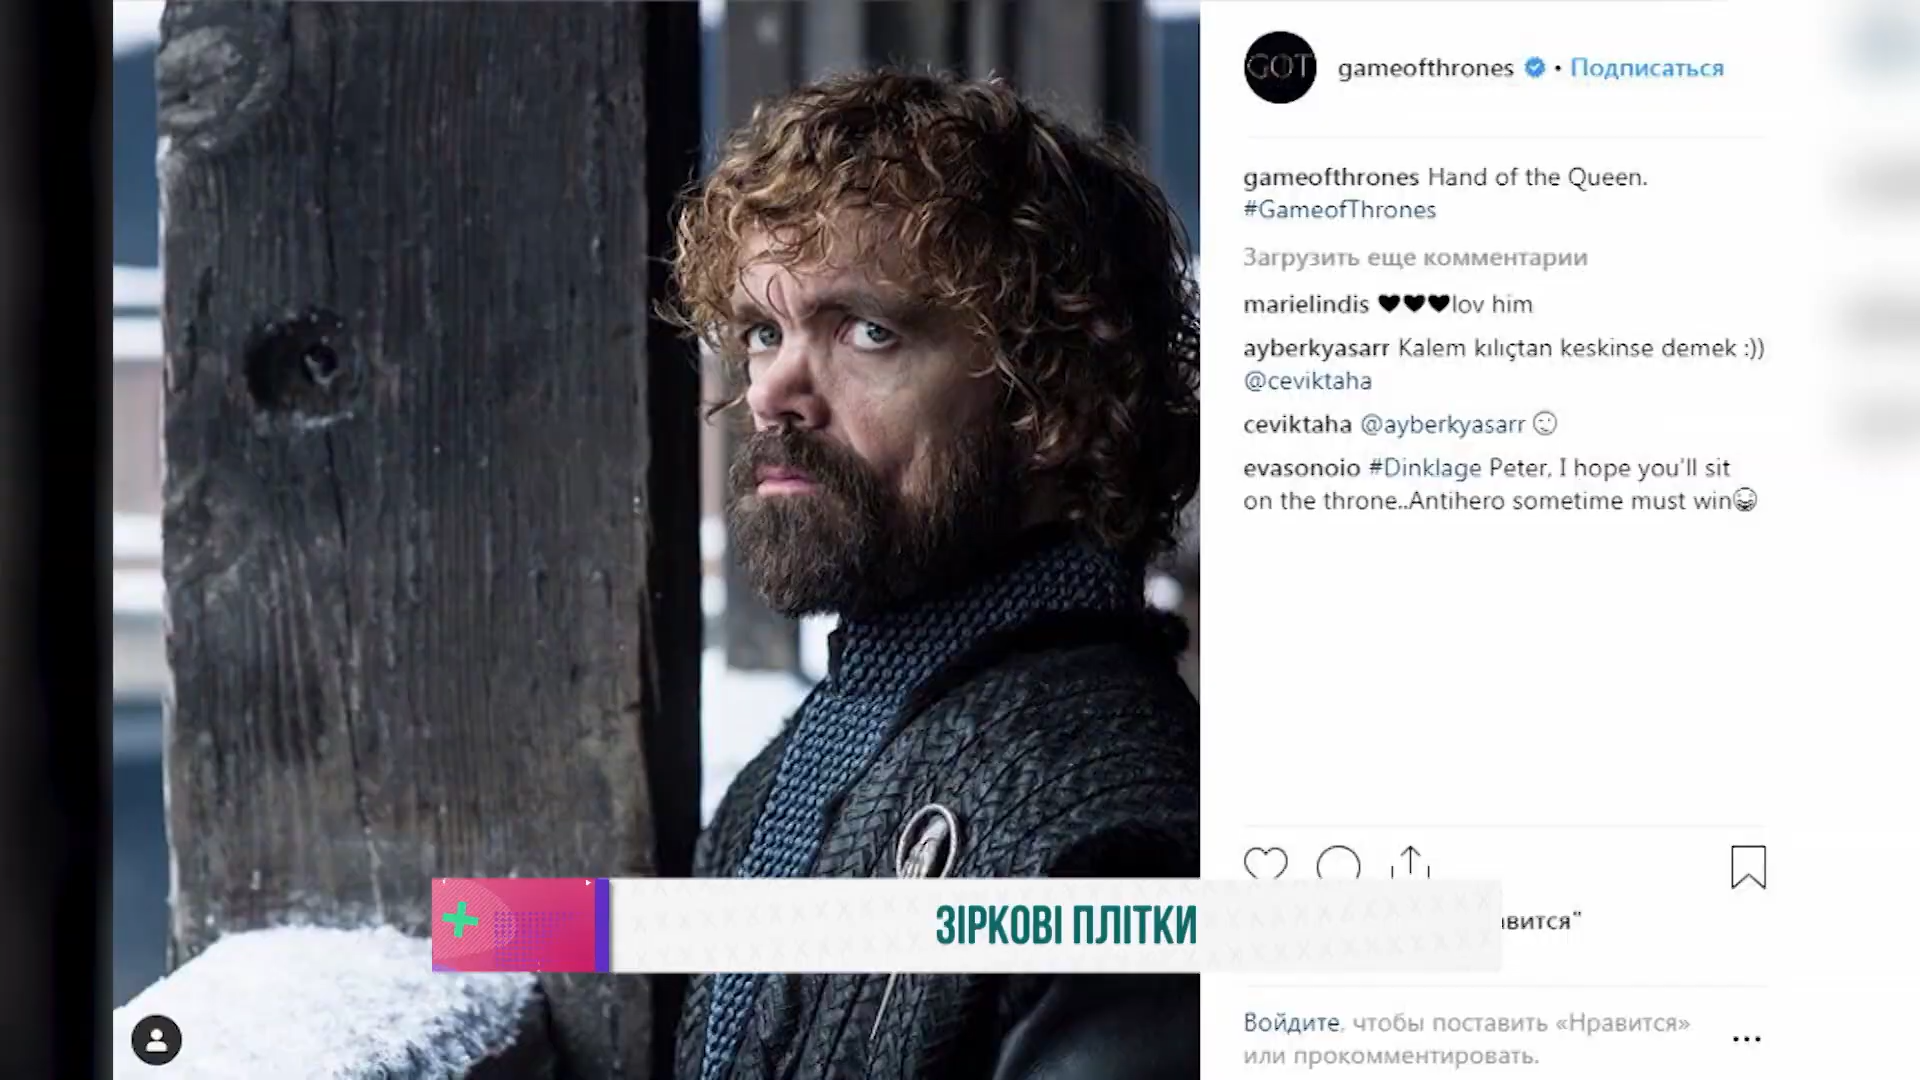 GOT gameofthrones • Подписаться
gameofthrones Hand of the Queen.
#GameofThrones
Загрузить еще комментарии
marielindis 🖤🖤🖤lov him
ayberkyasarr Kalem kılıçtan keskinse demek :))
@ceviktaha
ceviktaha @ayberkyasarr
evasonoio #Dinklage Peter, I hope you'll sit
on the throne..Antihero sometime must win
ЗІРКОВІ ПЛІТКИ
Войдите, чтобы поставить «Нравится»
или прокомментировать.